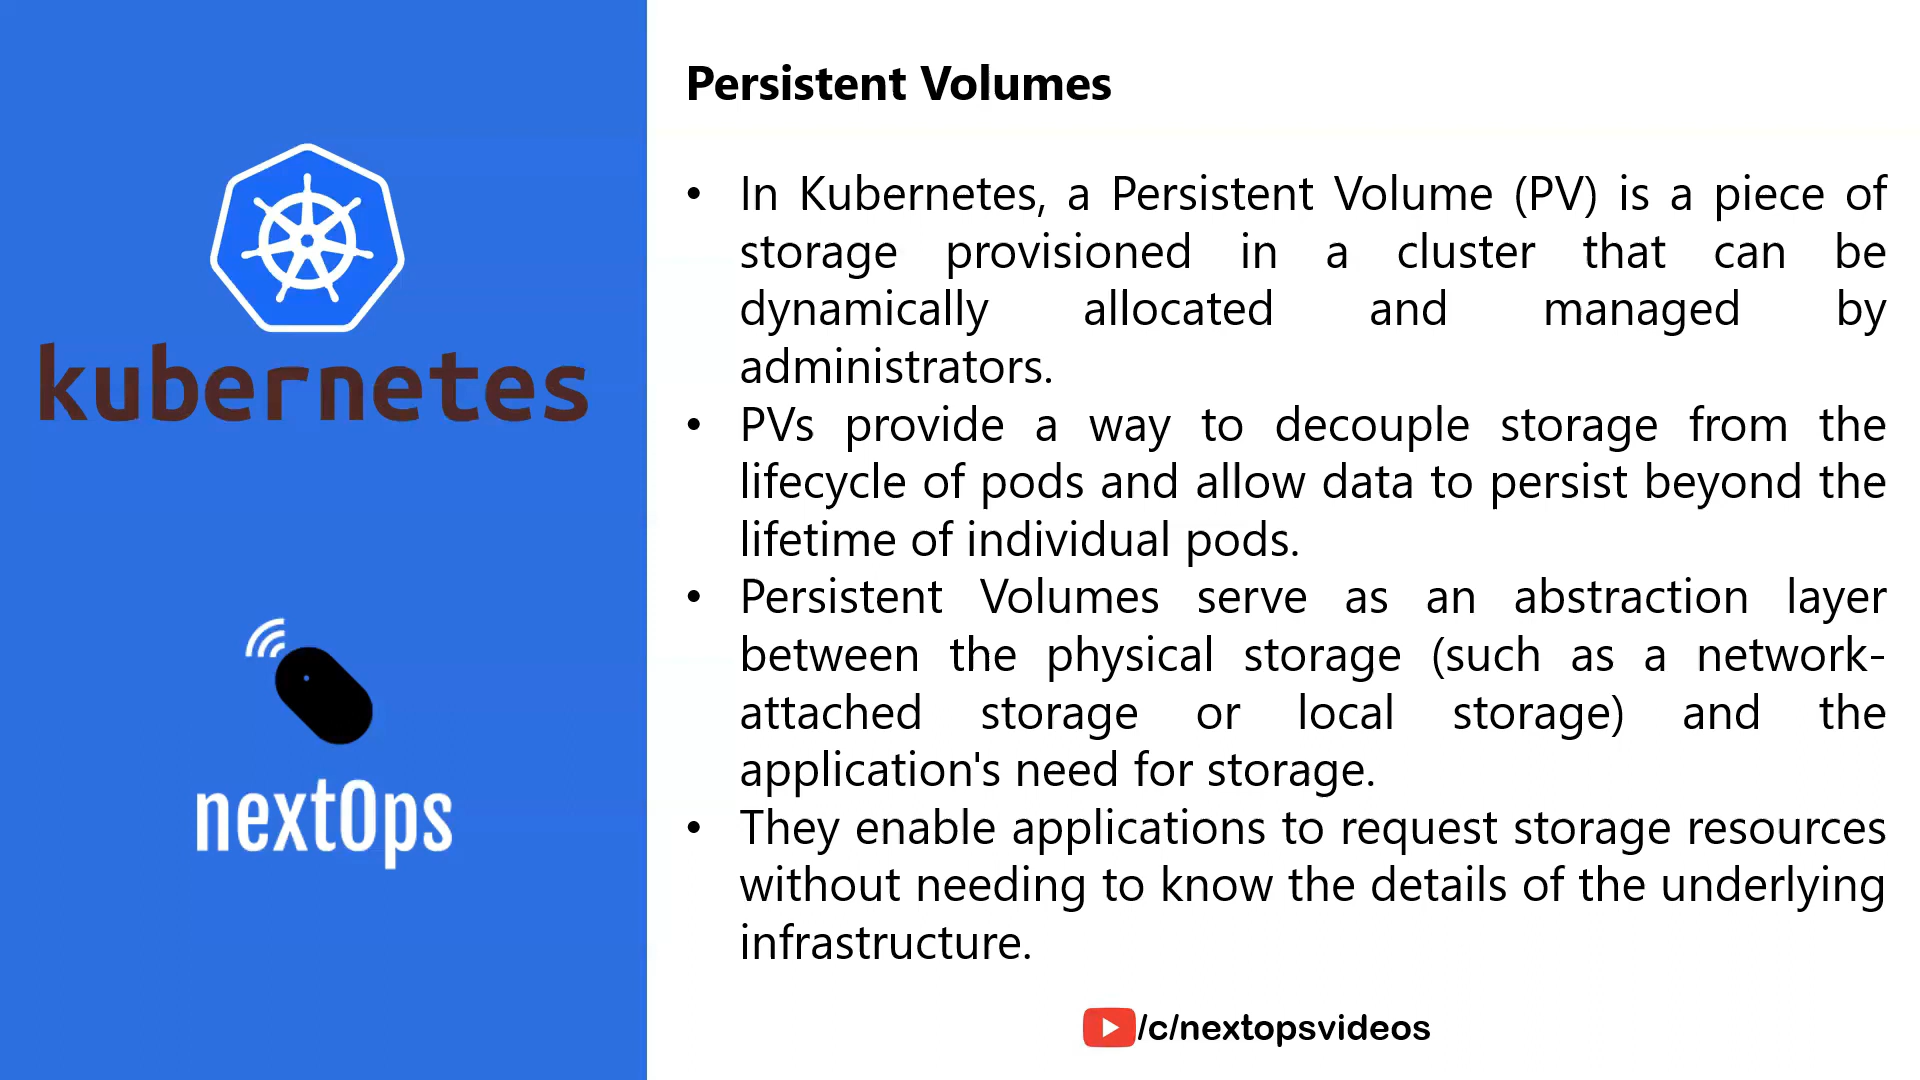 kubernetes
nextOps
Persistent Volumes
• In Kubernetes, a Persistent Volume (PV) is a piece of
storage provisioned in a cluster that can be
dynamically allocated and managed by
administrators.
• PVs provide a way to decouple storage from the
lifecycle of pods and allow data to persist beyond the
lifetime of individual pods.
• Persistent Volumes serve as an abstraction layer
between the physical storage (such as a network-
attached storage or local storage) and the
application's need for storage.
• They enable applications to request storage resources
without needing to know the details of the underlying
infrastructure.
/c/nextopsvideos